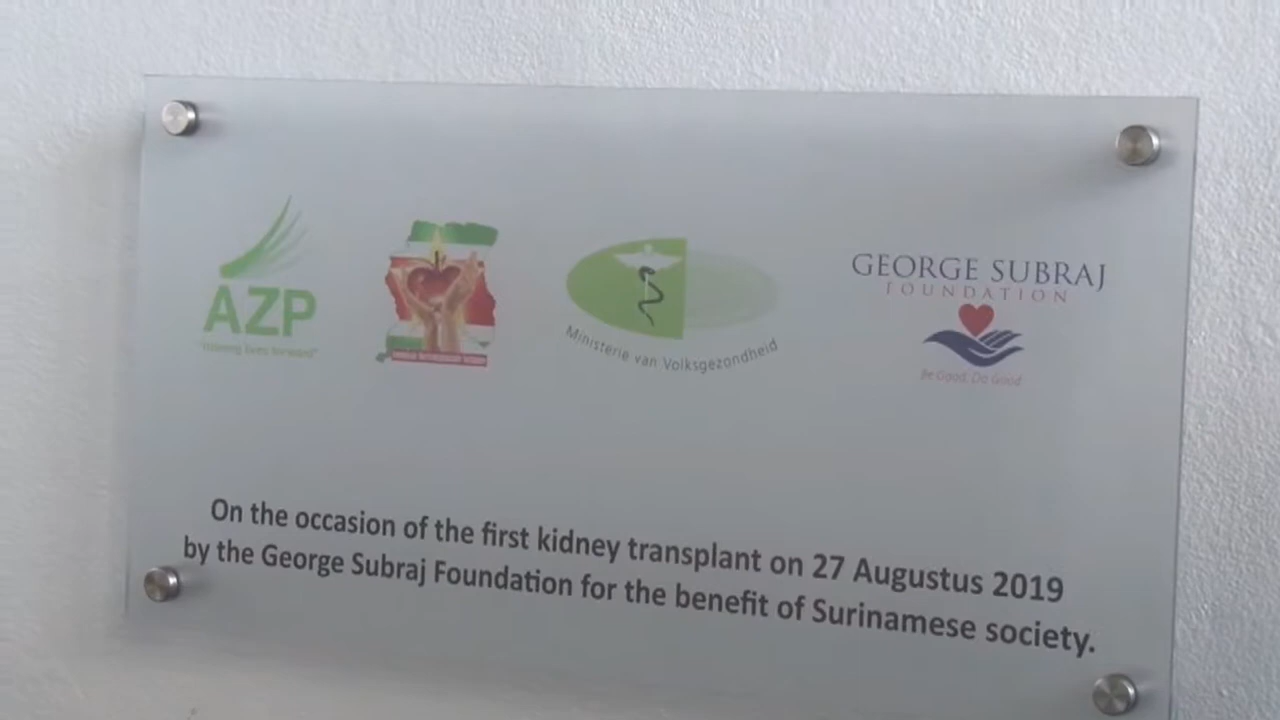 AZP
GEORGE SUBRAJ
FOUNDATION
Ministerie van Volksgezondheid
Be Good. Do Good
On the occasion of the first kidney transplant on 27 Augustus 2019
by the George Subraj Foundation for the benefit of Surinamese society.